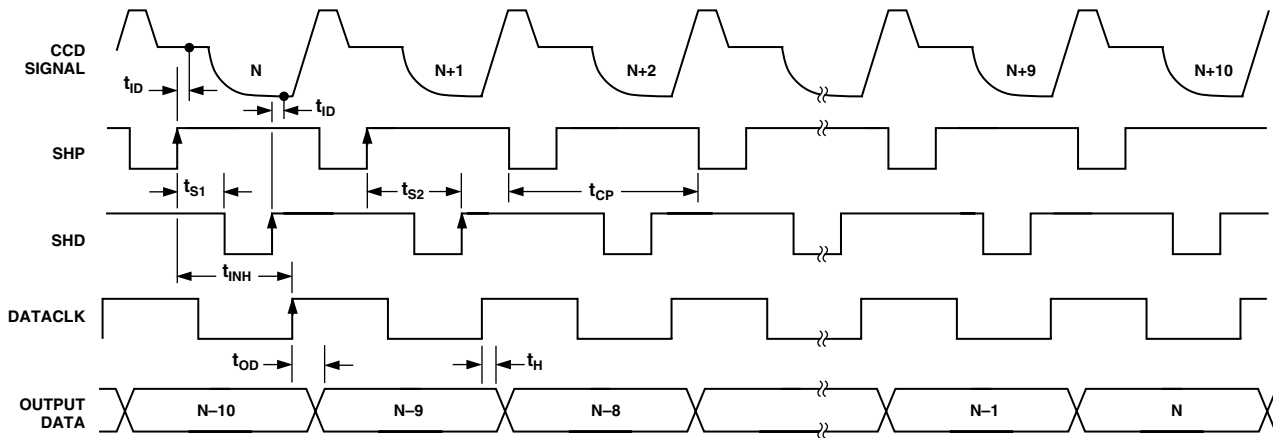 CCD
SIGNAL
N
N+1
N+2
N+9
N+10
tID
tID
SHP
tS1
tS2
tCP
SHD
tINH
DATACLK
tOD
tH
OUTPUT
DATA
N–10
N–9
N–8
N–1
N